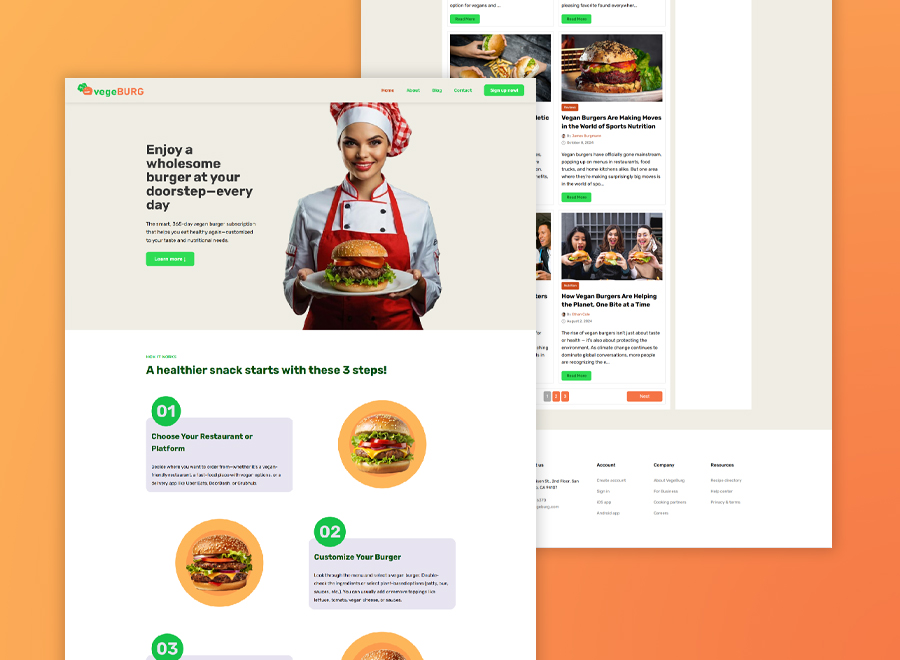 vegeBURG
Home
About
Blog
Contact
Sign up now!
Enjoy a
wholesome
burger at your
doorstep—every
day
The smart, 365-day vegan burger subscription
that helps you eat healthy again—customized
to your taste and nutritional needs.
Learn more ↓
HOW IT WORKS
A healthier snack starts with these 3 steps!
01
Choose Your Restaurant or
Platform
Decide where you want to order from—whether it's a vegan-
friendly restaurant, a fast-food place with vegan options, or a
delivery app like Uber Eats, DoorDash, or Grubhub.
02
Customize Your Burger
Look through the menu and select a vegan burger. Double-
check the ingredients or select plant-based options (patty, bun,
sauces, etc.). You can usually add or remove toppings like
lettuce, tomato, vegan cheese, or sauces.
03
option for vegans and ...
Read More
pleasing favorite found everywher...
Read More
Vegan Burgers Are Making Moves
in the World of Sports Nutrition
By James Burgmore
October 9, 2024
Vegan burgers have officially gone mainstream,
popping up on menus in restaurants, food
trucks, and home kitchens alike. But one area
where they're making surprisingly big moves is
in the world of spo...
Read More
How Vegan Burgers Are Helping
the Planet, One Bite at a Time
August 2, 2024
The rise of vegan burgers isn't just about taste
or health — it's also about protecting the
environment. As climate change continues to
dominate global conversations, more people
are recognizing the e...
Read More
1
2
3
Next
t us
Account
Company
Resources
Create account
Sign in
iOS app
Android app
About VegeBurg
For Business
Cooking partners
Careers
Recipe directory
Help center
Privacy & terms